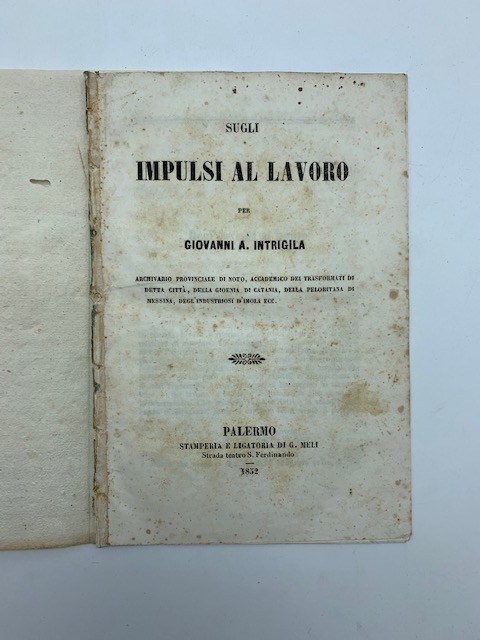 SUGLI
IMPULSI AL LAVORO
PER
GIOVANNI A. INTRIGILA
ARCHIVARIO PROVINCIALE DI NOTO, ACCADEMICO DEI TRASFORMATI DI
DETTA CITTÀ, DELLA GIOENIA DI CATANIA, DELLA PELORITANA DI
MESSINA, DEGL'INDUSTRIOSI D'IMOLA ECC.
PALERMO
STAMPERIA E LIGATORIA DI G. MELI
Strada teatro S. Ferdinando
1852